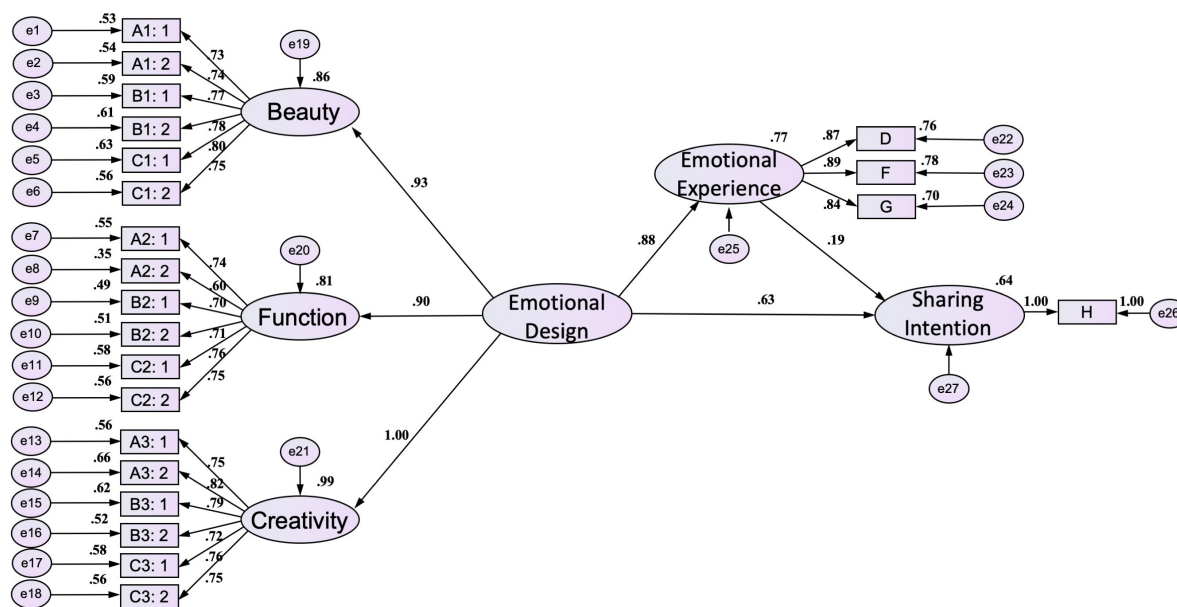 e1 .53 A1: 1
e2 .54 A1: 2
e3 .59 B1: 1
e4 .61 B1: 2
e5 .63 C1: 1
e6 .56 C1: 2
.73
.74
.77
.78
.80
.75
e19
.86
Beauty
.93
e7 .55 A2: 1
e8 .35 A2: 2
e9 .49 B2: 1
e10 .51 B2: 2
e11 .58 C2: 1
e12 .56 C2: 2
.74
.60
.70
.71
.76
.75
e20
.81
Function
.90
e13 .56 A3: 1
e14 .66 A3: 2
e15 .62 B3: 1
e16 .52 B3: 2
e17 .58 C3: 1
e18 .56 C3: 2
.75
.82
.79
.72
.76
.75
e21
.99
Creativity
1.00
Emotional
Design
.88
.63
.77
Emotional
Experience
e25
.87 D .76 e22
.89 F .78 e23
.84 G .70 e24
.19
.64
Sharing
Intention
e27
1.00 H 1.00 e26